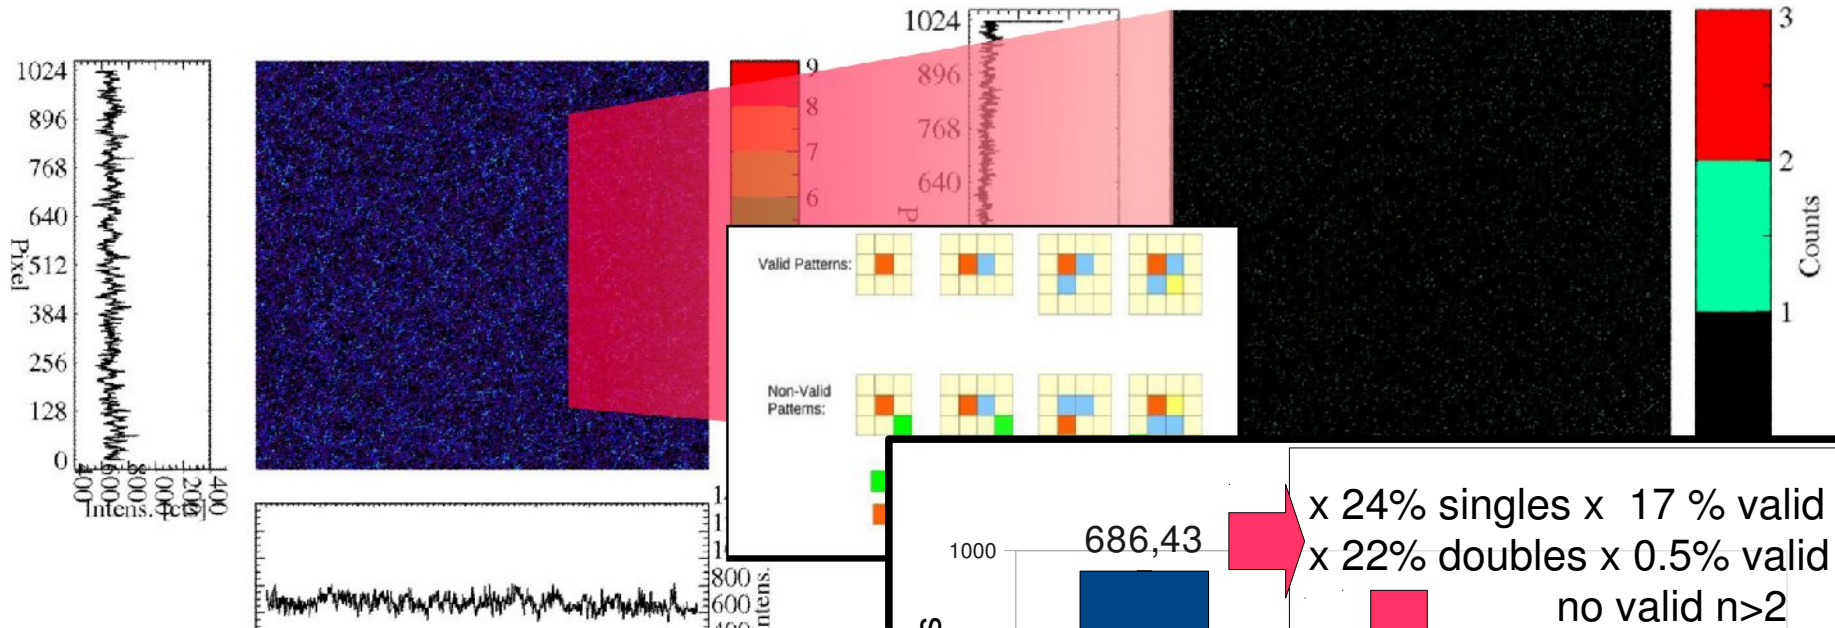 1024
896
768
640
512
384
256
128
0
Pixel
Intens. [cts]
9
8
7
6
800
600
1024
896
768
640
3
2
1
Counts
Valid Patterns:
Non-Valid
Patterns:
1000
686,43
x 24% singles x 17 % valid
x 22% doubles x 0.5% valid
no valid n>2